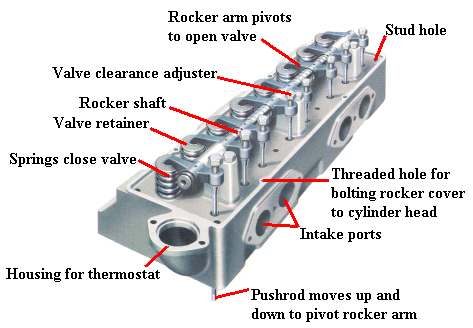 Rocker arm pivots
to open valve
Stud hole
Valve clearance adjuster
Rocker shaft
Valve retainer
Springs close valve
Threaded hole for
bolting rocker cover
to cylinder head
Intake ports
Housing for thermostat
Pushrod moves up and
down to pivot rocker arm